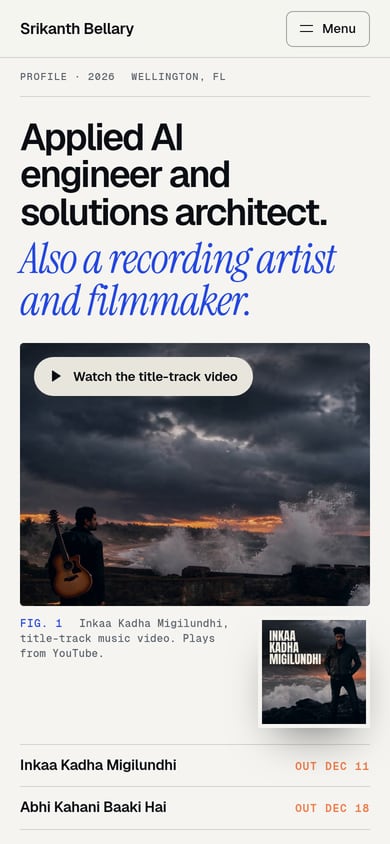 Srikanth Bellary
Menu
PROFILE · 2026 WELLINGTON, FL
Applied AI
engineer and
solutions architect.
Also a recording artist
and filmmaker.
Watch the title-track video
FIG. 1 Inkaa Kadha Migilundhi,
title-track music video. Plays
from YouTube.
INKAA
KADHA
MIGILUNDHI
Inkaa Kadha Migilundhi OUT DEC 11
Abhi Kahani Baaki Hai OUT DEC 18